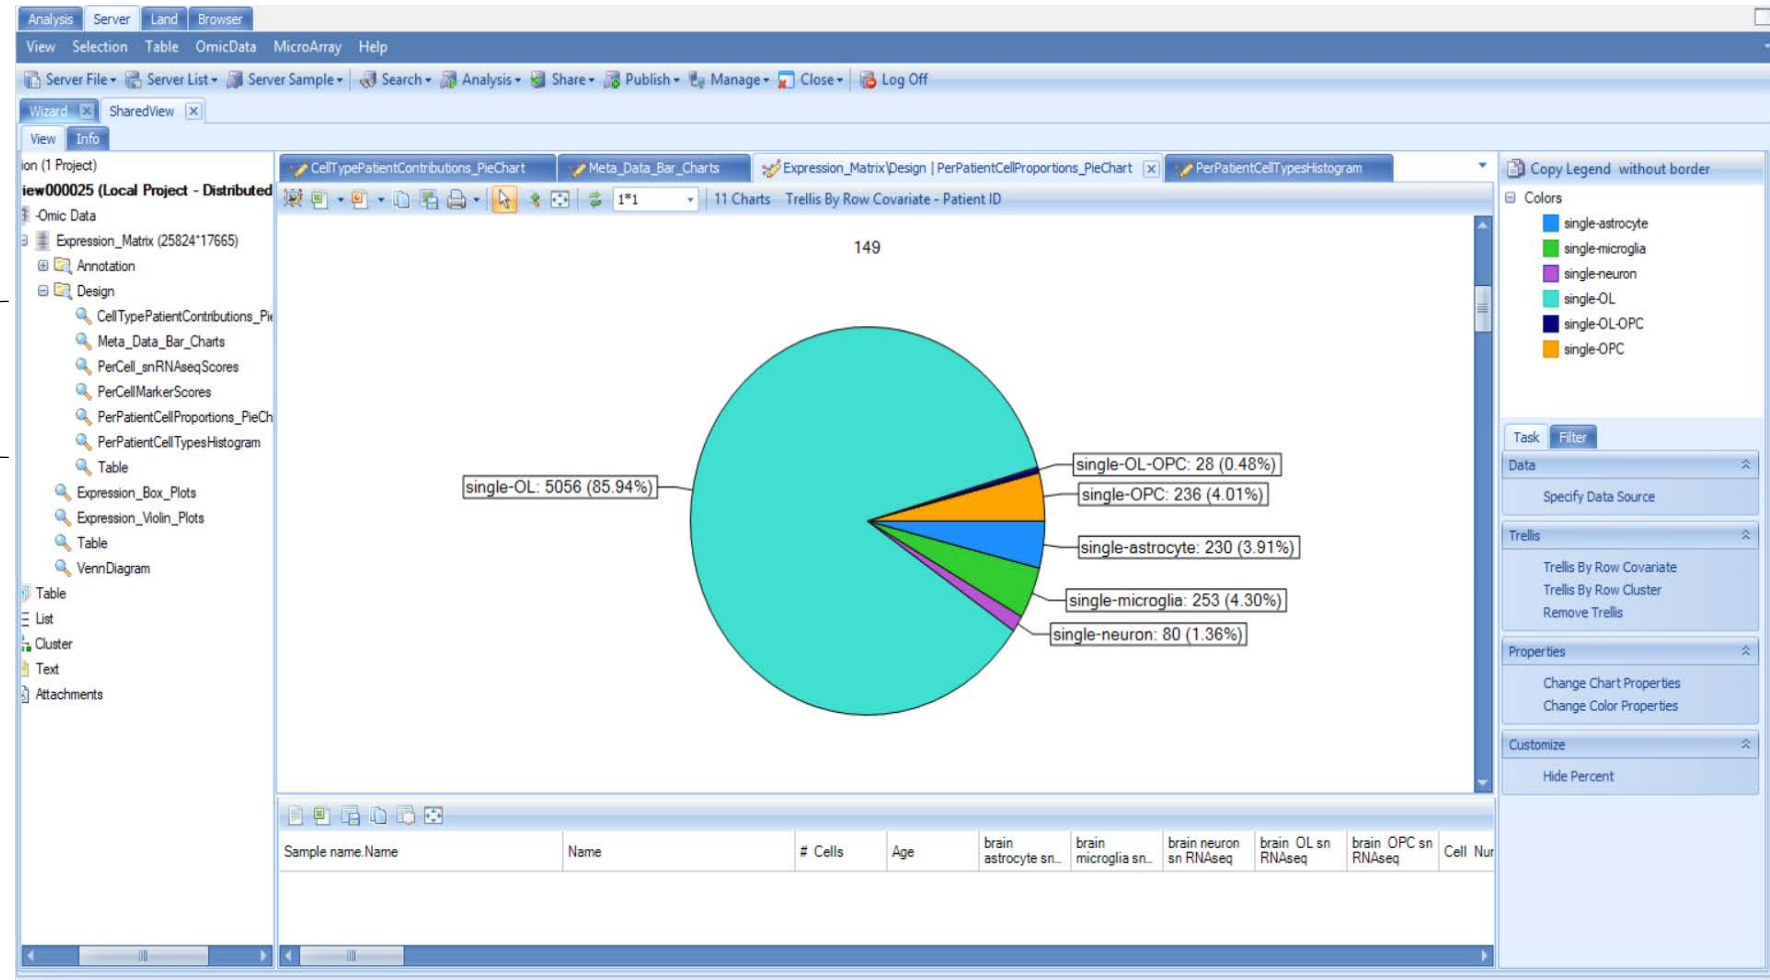 Analysis Server Land Browser
View Selection Table OmicData MicroArray Help
Server File Server List Server Sample Search Analysis Share Publish Manage Close Log Off
Wizard SharedView
View Info
ion (1 Project)
iew000025 (Local Project - Distributed
-Omic Data
Expression_Matrix (25824*17665)
Annotation
Design
CellTypePatientContributions_Pie
Meta_Data_Bar_Charts
PerCell_snRNAseqScores
PerCellMarkerScores
PerPatientCellProportions_PieCh
PerPatientCellTypesHistogram
Table
Expression_Box_Plots
Expression_Violin_Plots
Table
VennDiagram
Table
List
Cluster
Text
Attachments
CellTypePatientContributions_PieChart Meta_Data_Bar_Charts Expression_Matrix\Design | PerPatientCellProportions_PieChart PerPatientCellTypesHistogram
1*1 11 Charts Trellis By Row Covariate - Patient ID
149
single-OL: 5056 (85.94%)
single-OL-OPC: 28 (0.48%)
single-OPC: 236 (4.01%)
single-astrocyte: 230 (3.91%)
single-microglia: 253 (4.30%)
single-neuron: 80 (1.36%)
Sample name.Name Name # Cells Age brain astrocyte sn... brain microglia sn... brain neuron sn RNAseq brain OL sn RNAseq brain OPC sn RNAseq Cell Nur
Copy Legend without border
Colors
single-astrocyte
single-microglia
single-neuron
single-OL
single-OL-OPC
single-OPC
Task Filter
Data
Specify Data Source
Trellis
Trellis By Row Covariate
Trellis By Row Cluster
Remove Trellis
Properties
Change Chart Properties
Change Color Properties
Customize
Hide Percent